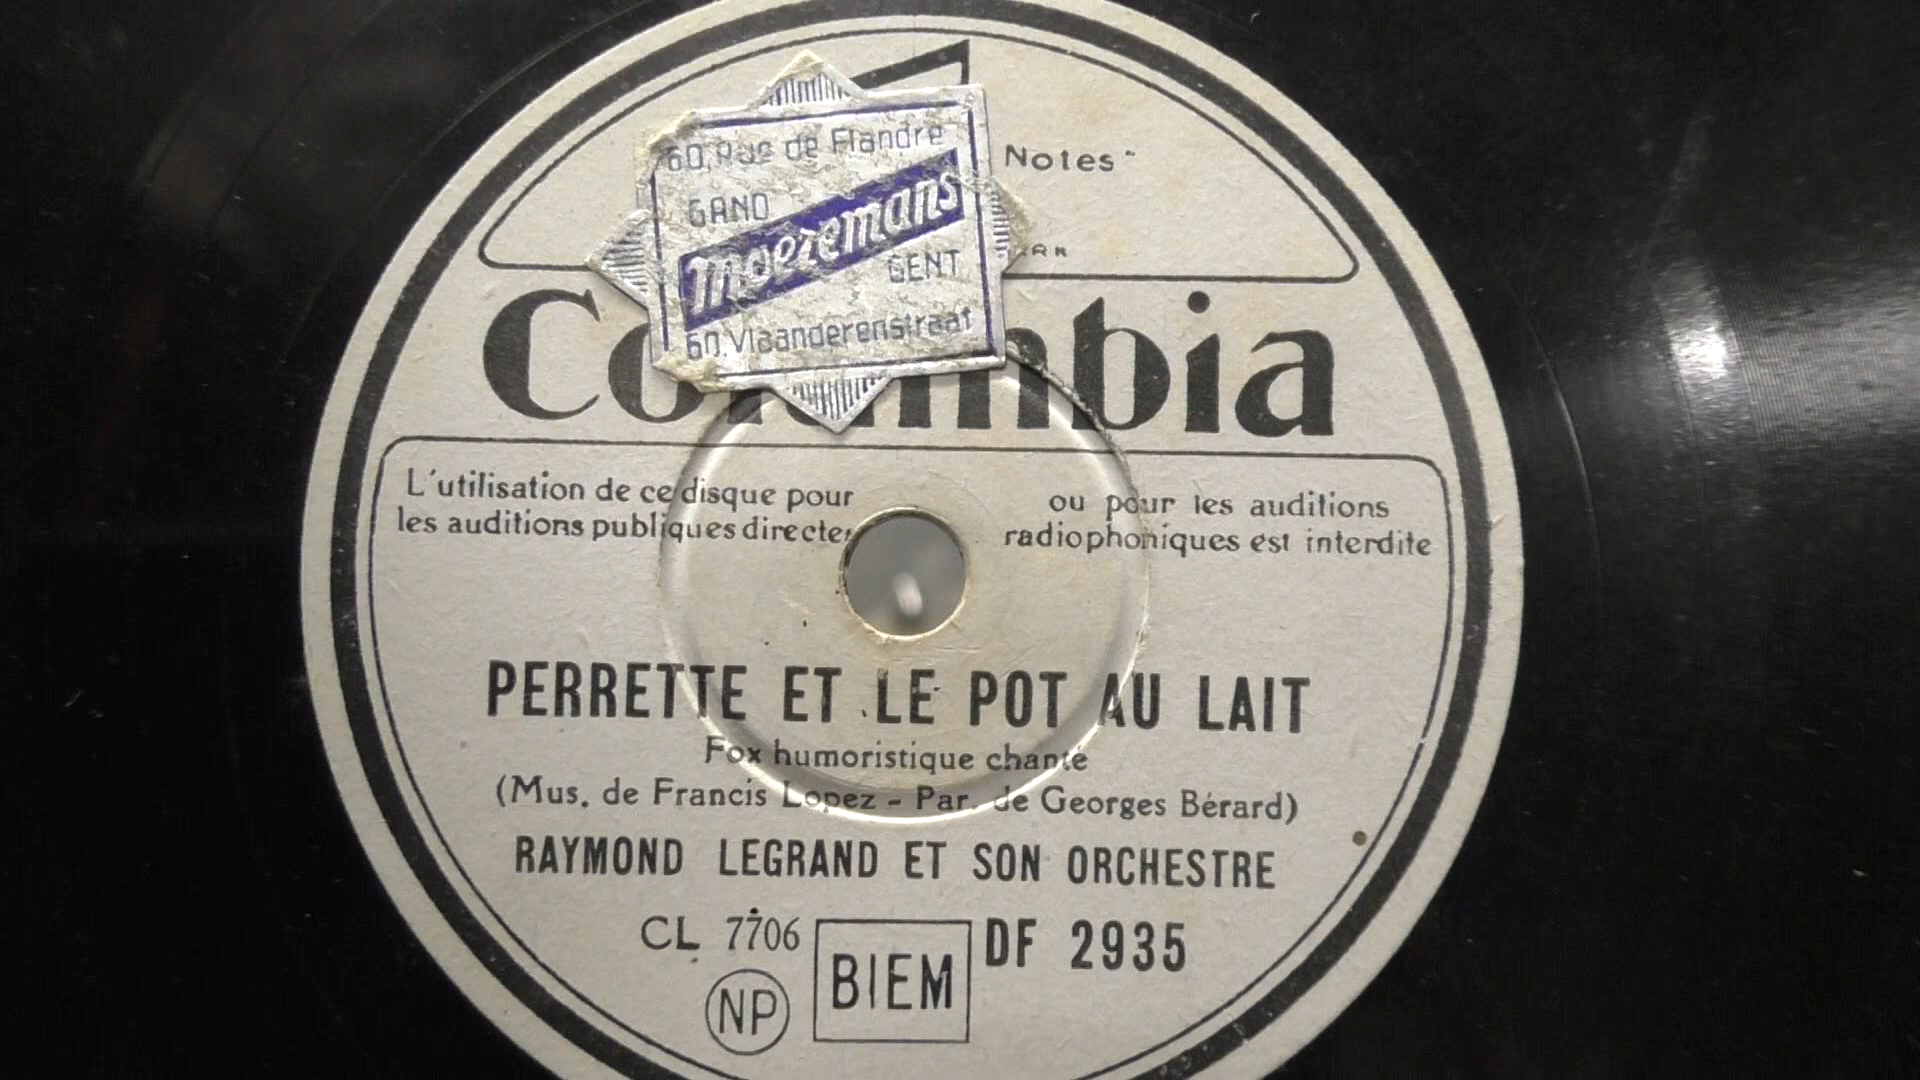 Notes"
60, Rue de Flandre
GAND
Moeremans
GENT
60, Vlaanderenstraat
Columbia
L'utilisation de ce disque pour
les auditions publiques directes
ou pour les auditions
radiophoniques est interdite
PERRETTE ET LE POT AU LAIT
Fox humoristique chanté
(Mus. de Francis Lopez - Par. de Georges Bérard)
RAYMOND LEGRAND ET SON ORCHESTRE
CL 7706
BIEM
DF 2935
NP